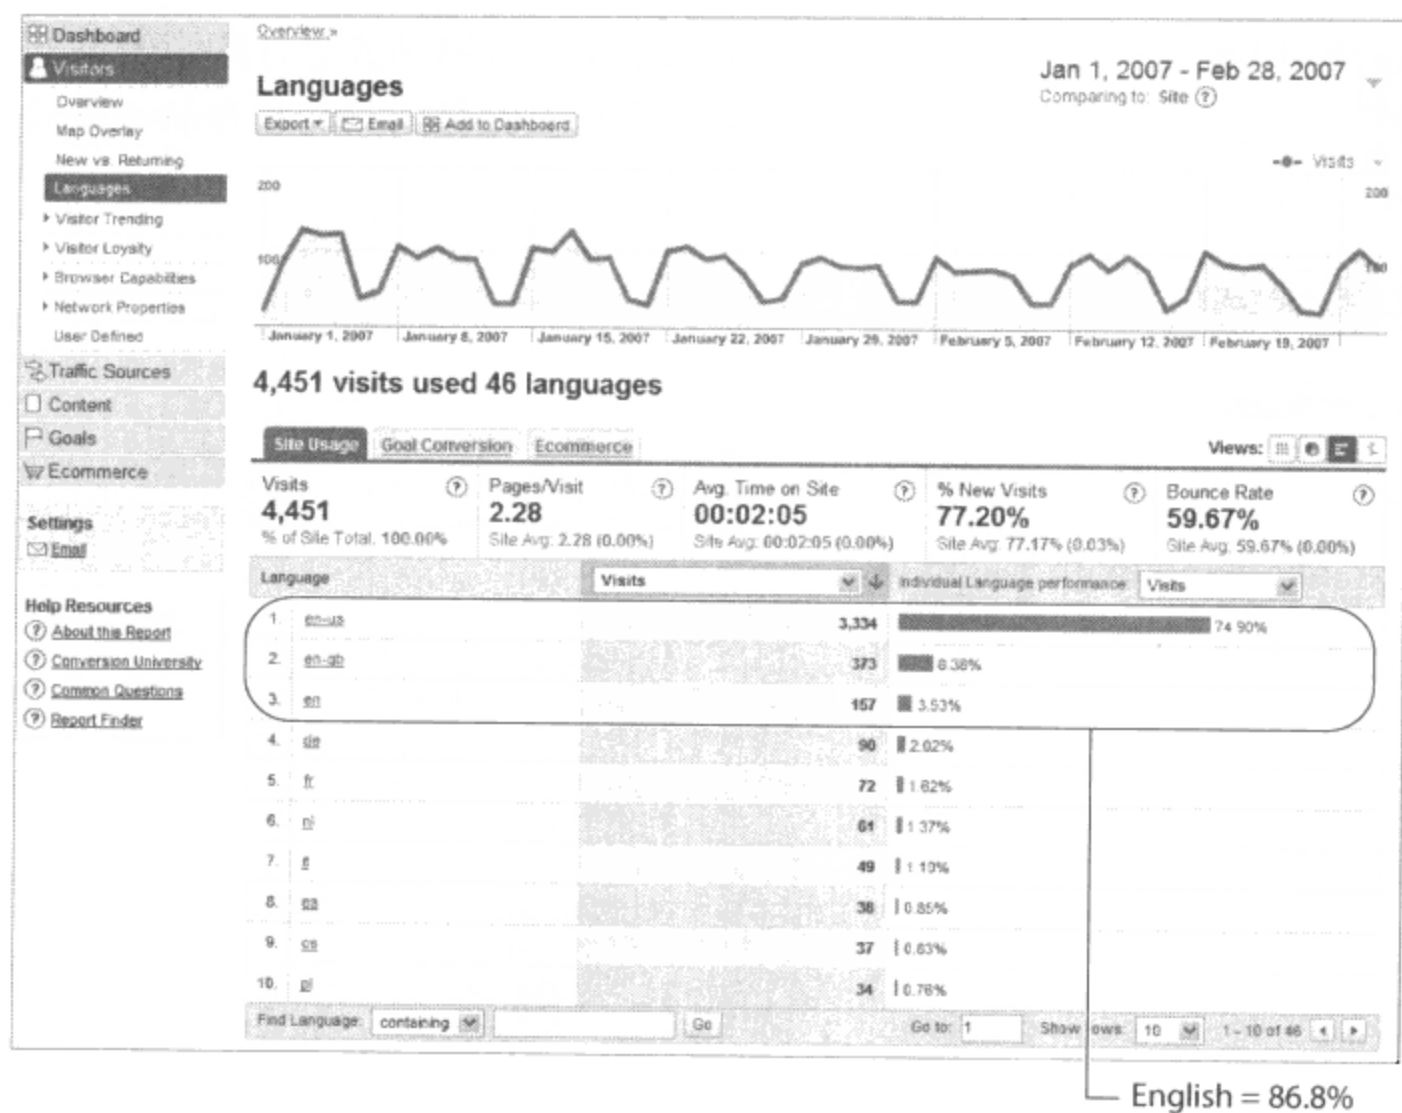 Dashboard
Visitors
Overview
Map Overlay
New vs. Returning
Languages
Visitor Trending
Visitor Loyalty
Browser Capabilities
Network Properties
User Defined
Traffic Sources
Content
Goals
Ecommerce
Settings
Email
Help Resources
About this Report
Conversion University
Common Questions
Report Finder
Overview »
Languages
Jan 1, 2007 - Feb 28, 2007
Comparing to: Site
Export Email Add to Dashboard
Visits
200 200
100 100
January 1, 2007 January 8, 2007 January 15, 2007 January 22, 2007 January 29, 2007 February 5, 2007 February 12, 2007 February 19, 2007
4,451 visits used 46 languages
Site Usage Goal Conversion Ecommerce Views:
Visits Pages/Visit Avg. Time on Site % New Visits Bounce Rate
4,451 2.28 00:02:05 77.20% 59.67%
% of Site Total: 100.00% Site Avg: 2.28 (0.00%) Site Avg: 00:02:05 (0.00%) Site Avg: 77.17% (0.03%) Site Avg: 59.67% (0.00%)
Language Visits Individual Language performance: Visits
1. en-us 3,334 74.90%
2. en-gb 373 8.38%
3. en 157 3.53%
4. de 90 2.02%
5. fr 72 1.62%
6. nl 61 1.37%
7. 49 1.10%
8. es 38 0.85%
9. cs 37 0.83%
10. pl 34 0.76%
Find Language: containing Go Go to: 1 Show rows: 10 1 - 10 of 46
English = 86.8%